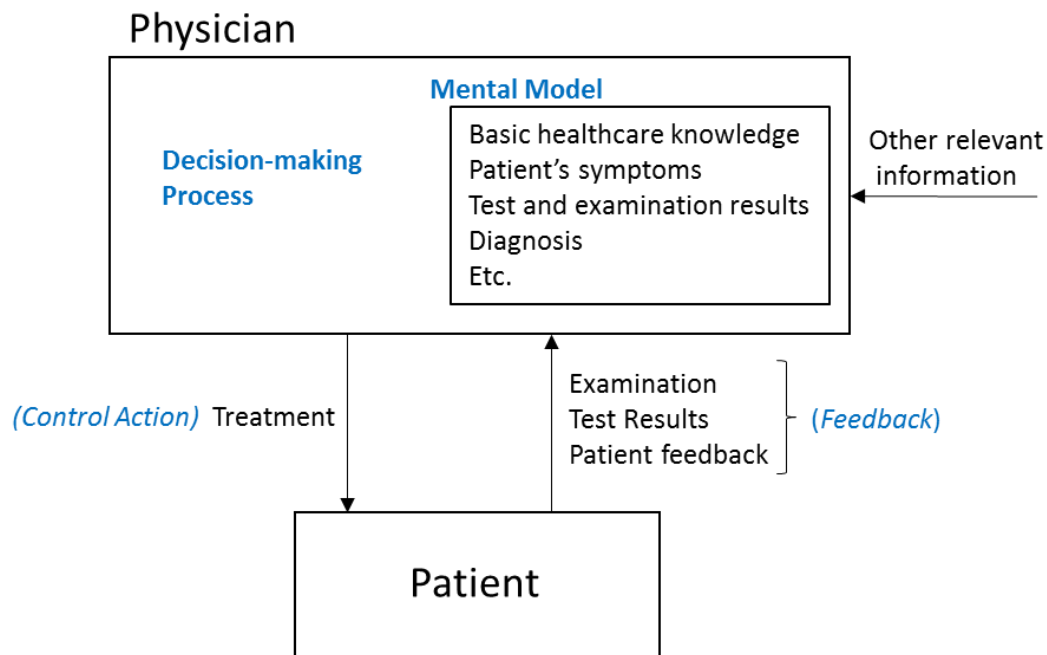 Physician
Mental Model
Decision-making
Process
Basic healthcare knowledge
Patient’s symptoms
Test and examination results
Diagnosis
Etc.
Other relevant
information
(Control Action) Treatment
Examination
Test Results
Patient feedback
(Feedback)
Patient